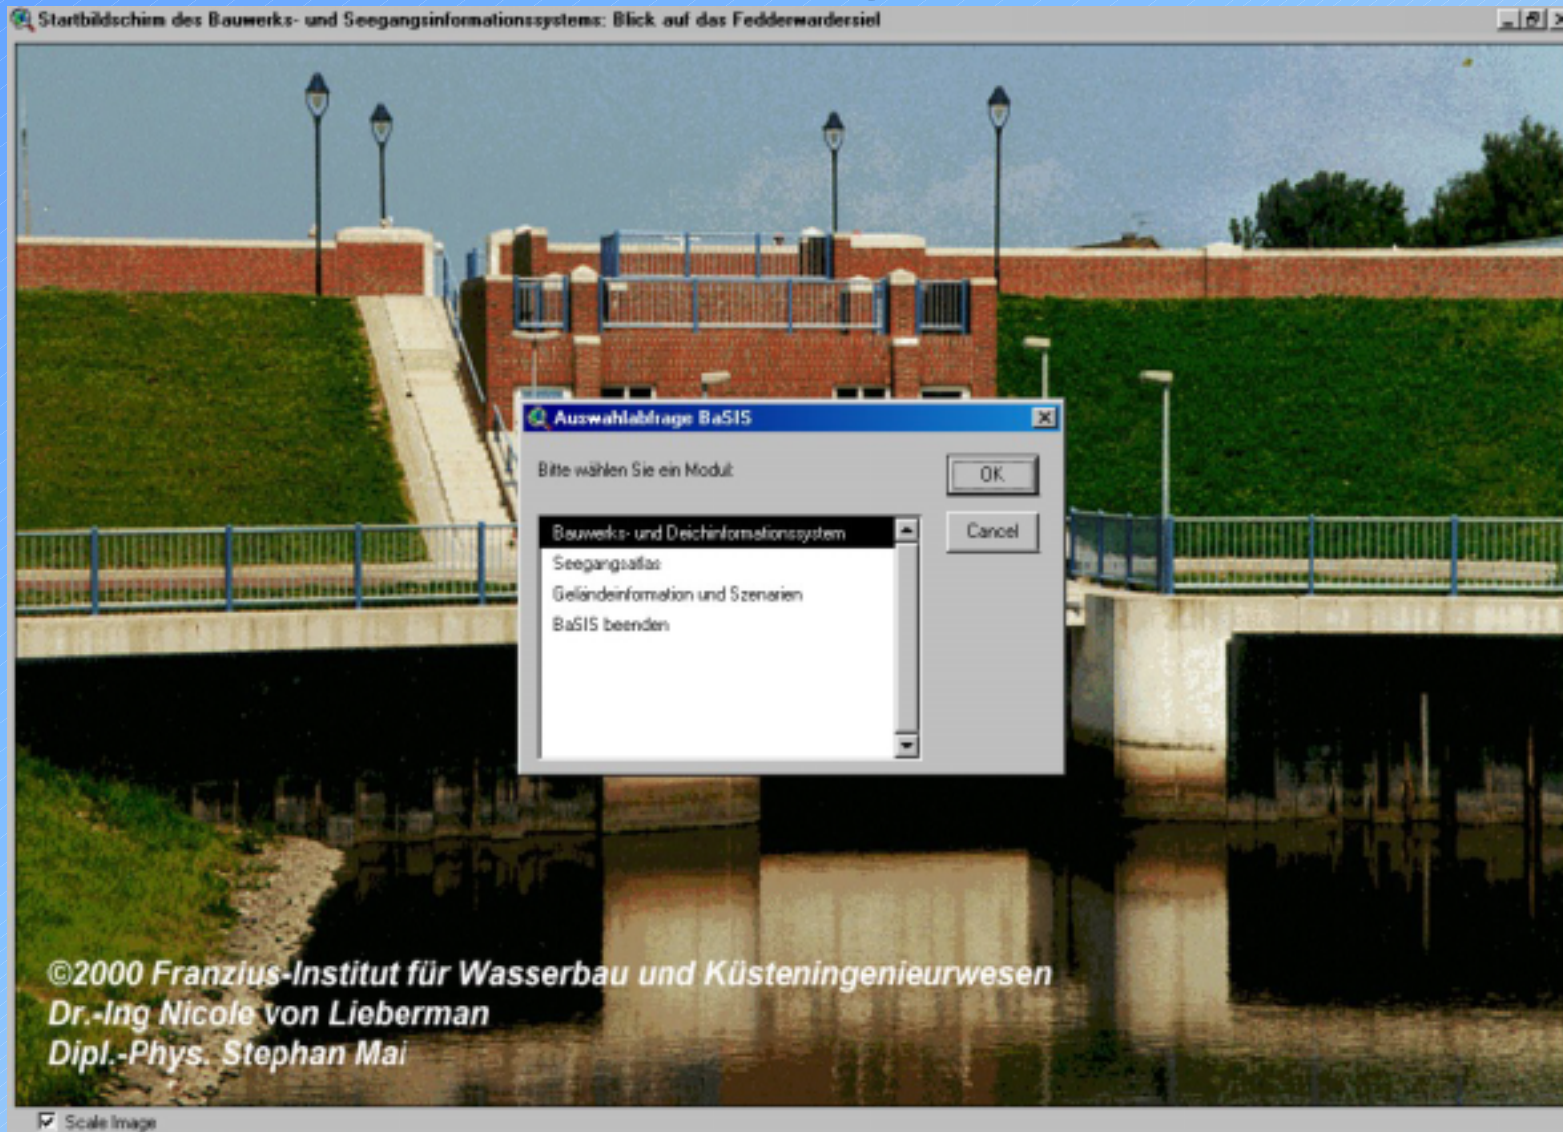 Startbildschirm des Bauwerks- und Seegangsinformationssystems: Blick auf das Fedderwardersiel
Auswahlabfrage BaSIS
Bitte wählen Sie ein Modul:
OK
Bauwerks- und Deichinformationssystem
Cancel
Seegangsatlas
Geländeinformation und Szenarien
BaSIS beenden
©2000 Franzius-Institut für Wasserbau und Küsteningenieurwesen
Dr.-Ing Nicole von Lieberman
Dipl.-Phys. Stephan Mai
Scale Image